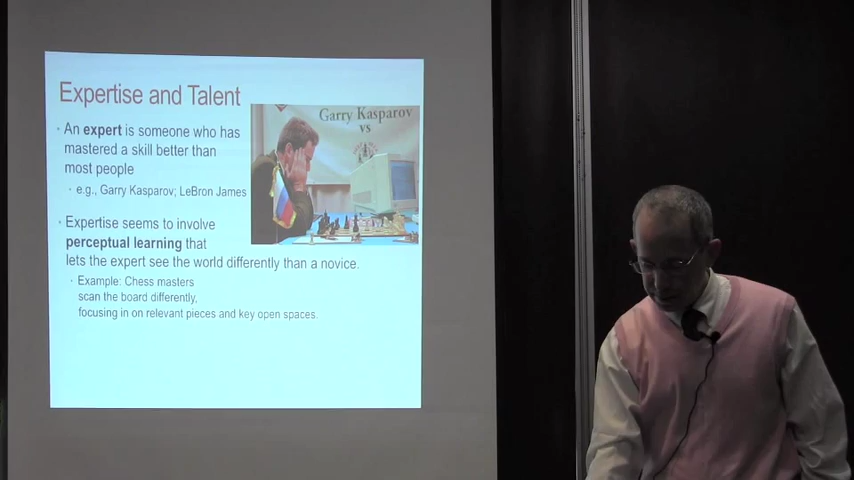 Expertise and Talent
Garry Kasparov
vs
· An expert is someone who has
mastered a skill better than
most people
· e.g., Garry Kasparov; LeBron James
· Expertise seems to involve
perceptual learning that
lets the expert see the world differently than a novice.
· Example: Chess masters
scan the board differently,
focusing in on relevant pieces and key open spaces.